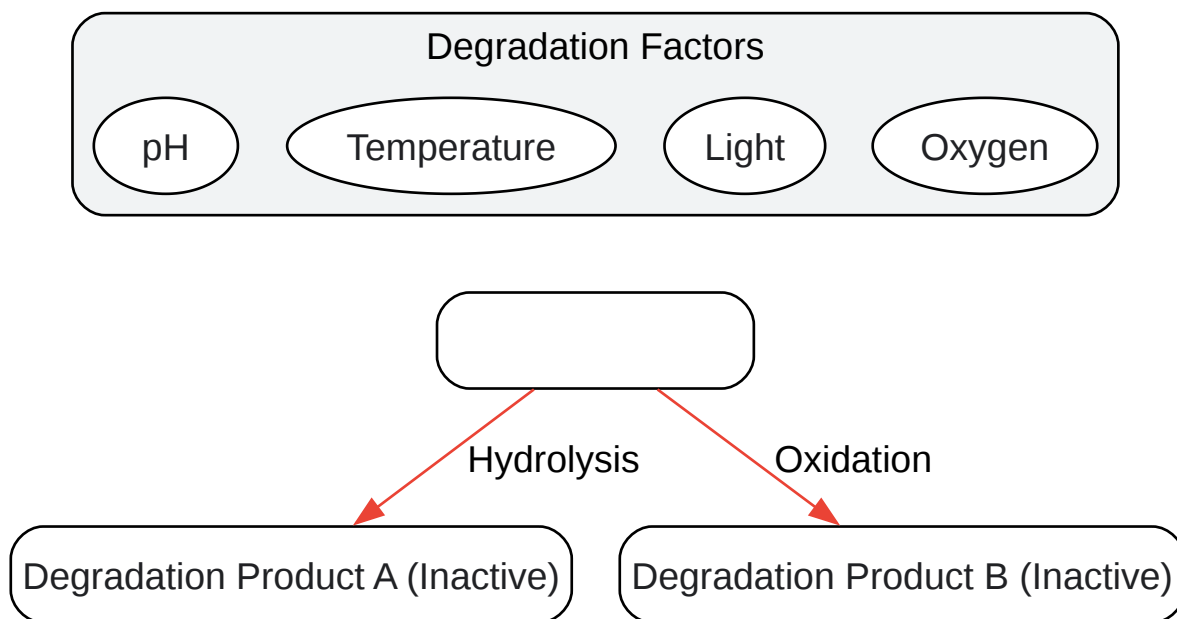 Degradation Factors
pH
Temperature
Light
Oxygen
Hydrolysis
Oxidation
Degradation Product A (Inactive)
Degradation Product B (Inactive)